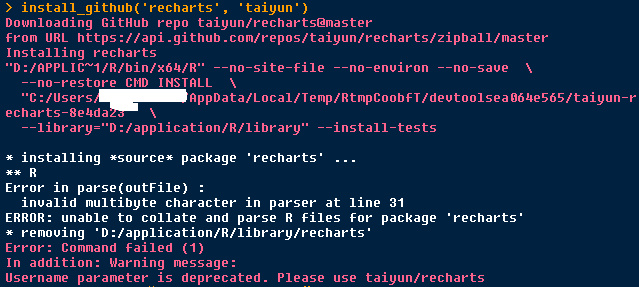 > install_github('recharts', 'taiyun')
Downloading GitHub repo taiyun/recharts@master
from URL https://api.github.com/repos/taiyun/recharts/zipball/master
Installing recharts
"D:/APPLIC~1/R/bin/x64/R" --no-site-file --no-environ --no-save \
--no-restore CMD INSTALL \
"C:/Users/ /AppData/Local/Temp/RtmpCoobfT/devtoolsea064e565/taiyun-r
echarts-8e4da23" \
--library="D:/application/R/library" --install-tests
* installing *source* package 'recharts' ...
** R
Error in parse(outFile) :
invalid multibyte character in parser at line 31
ERROR: unable to collate and parse R files for package 'recharts'
* removing 'D:/application/R/library/recharts'
Error: Command failed (1)
In addition: Warning message:
Username parameter is deprecated. Please use taiyun/recharts